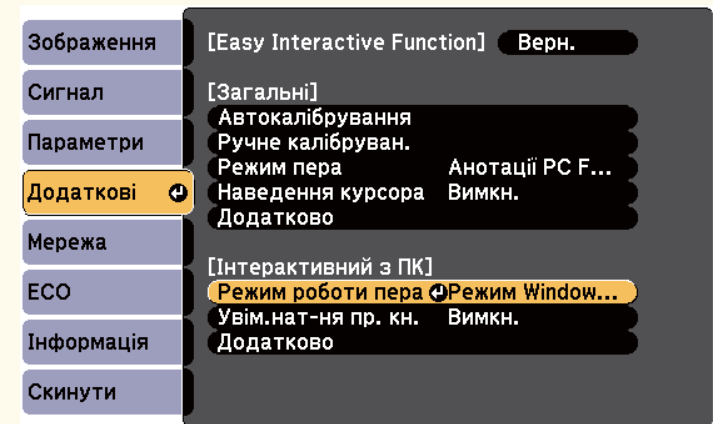 Зображення
Сигнал
Параметри
Додаткові
Мережа
ECO
Інформація
Скинути
[Easy Interactive Function] Верн.
[Загальні]
Автокалібрування
Ручне калібруван.
Режим пера Анотації PC F...
Наведення курсора Вимкн.
Додатково
[Інтерактивний з ПК]
Режим роботи пера Режим Window...
Увім.нат-ня пр. кн. Вимкн.
Додатково